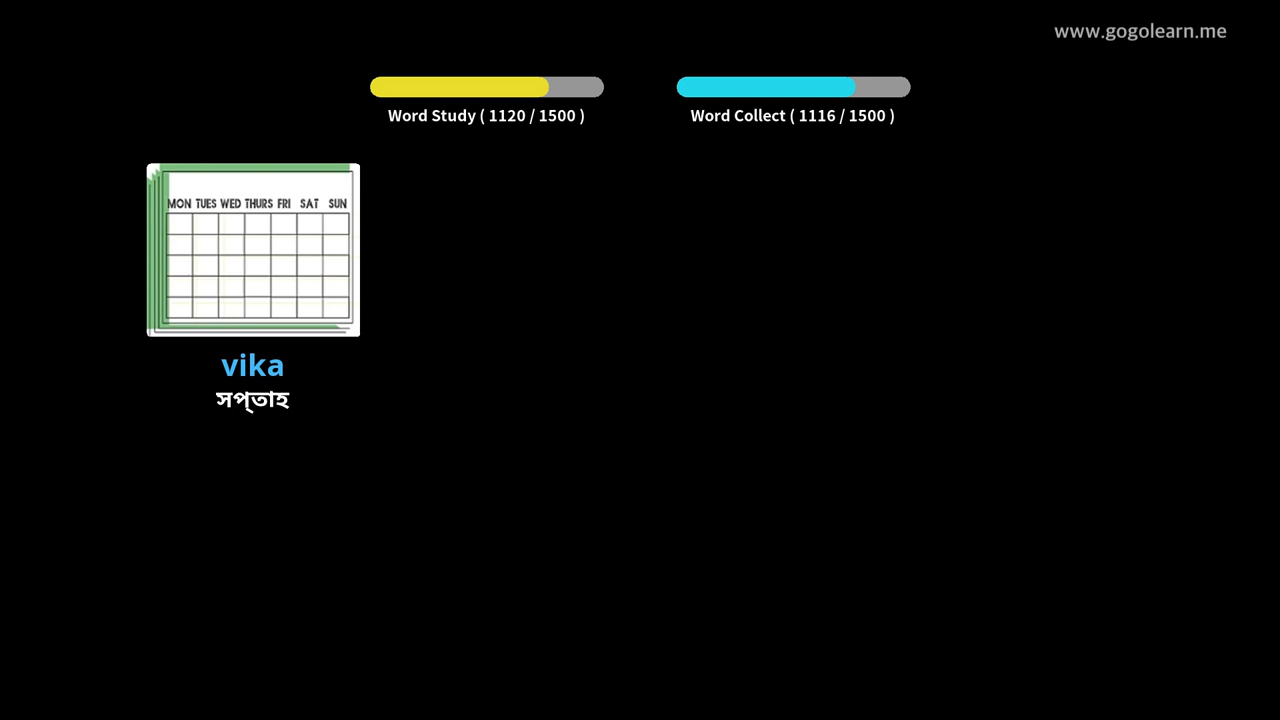 www.gogolearn.me
Word Study ( 1120 / 1500 )
Word Collect ( 1116 / 1500 )
MON TUES WED THURS FRI SAT SUN
vika
সপ্তাহ